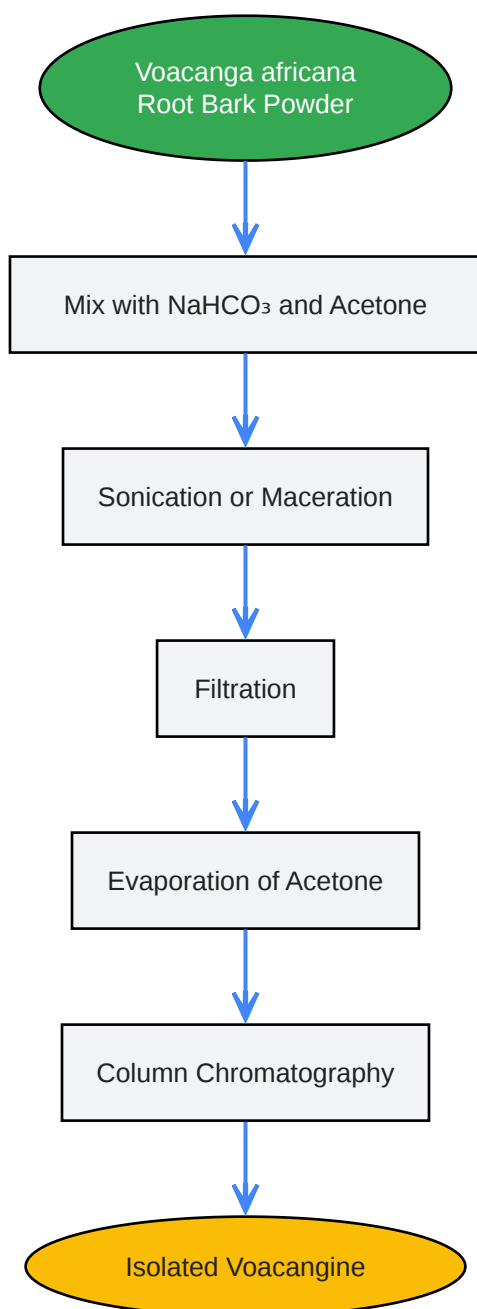 Voacanga africana
Root Bark Powder
Mix with NaHCO₃ and Acetone
Sonication or Maceration
Filtration
Evaporation of Acetone
Column Chromatography
Isolated Voacangine